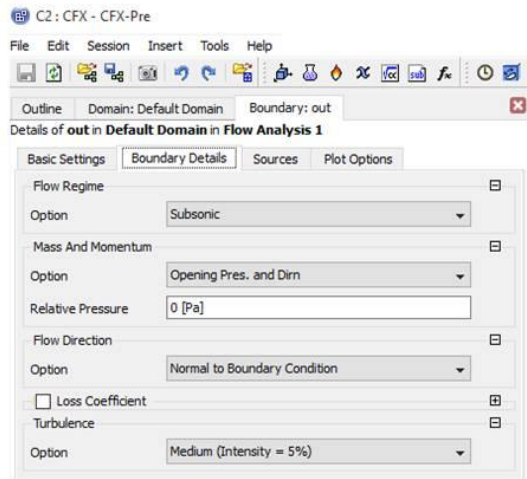 C2 : CFX - CFX-Pre
File Edit Session Insert Tools Help
Outline Domain: Default Domain Boundary: out
Details of out in Default Domain in Flow Analysis 1
Basic Settings Boundary Details Sources Plot Options
Flow Regime
Option Subsonic
Mass And Momentum
Option Opening Pres. and Dirn
Relative Pressure 0 [Pa]
Flow Direction
Option Normal to Boundary Condition
Loss Coefficient
Turbulence
Option Medium (Intensity = 5%)